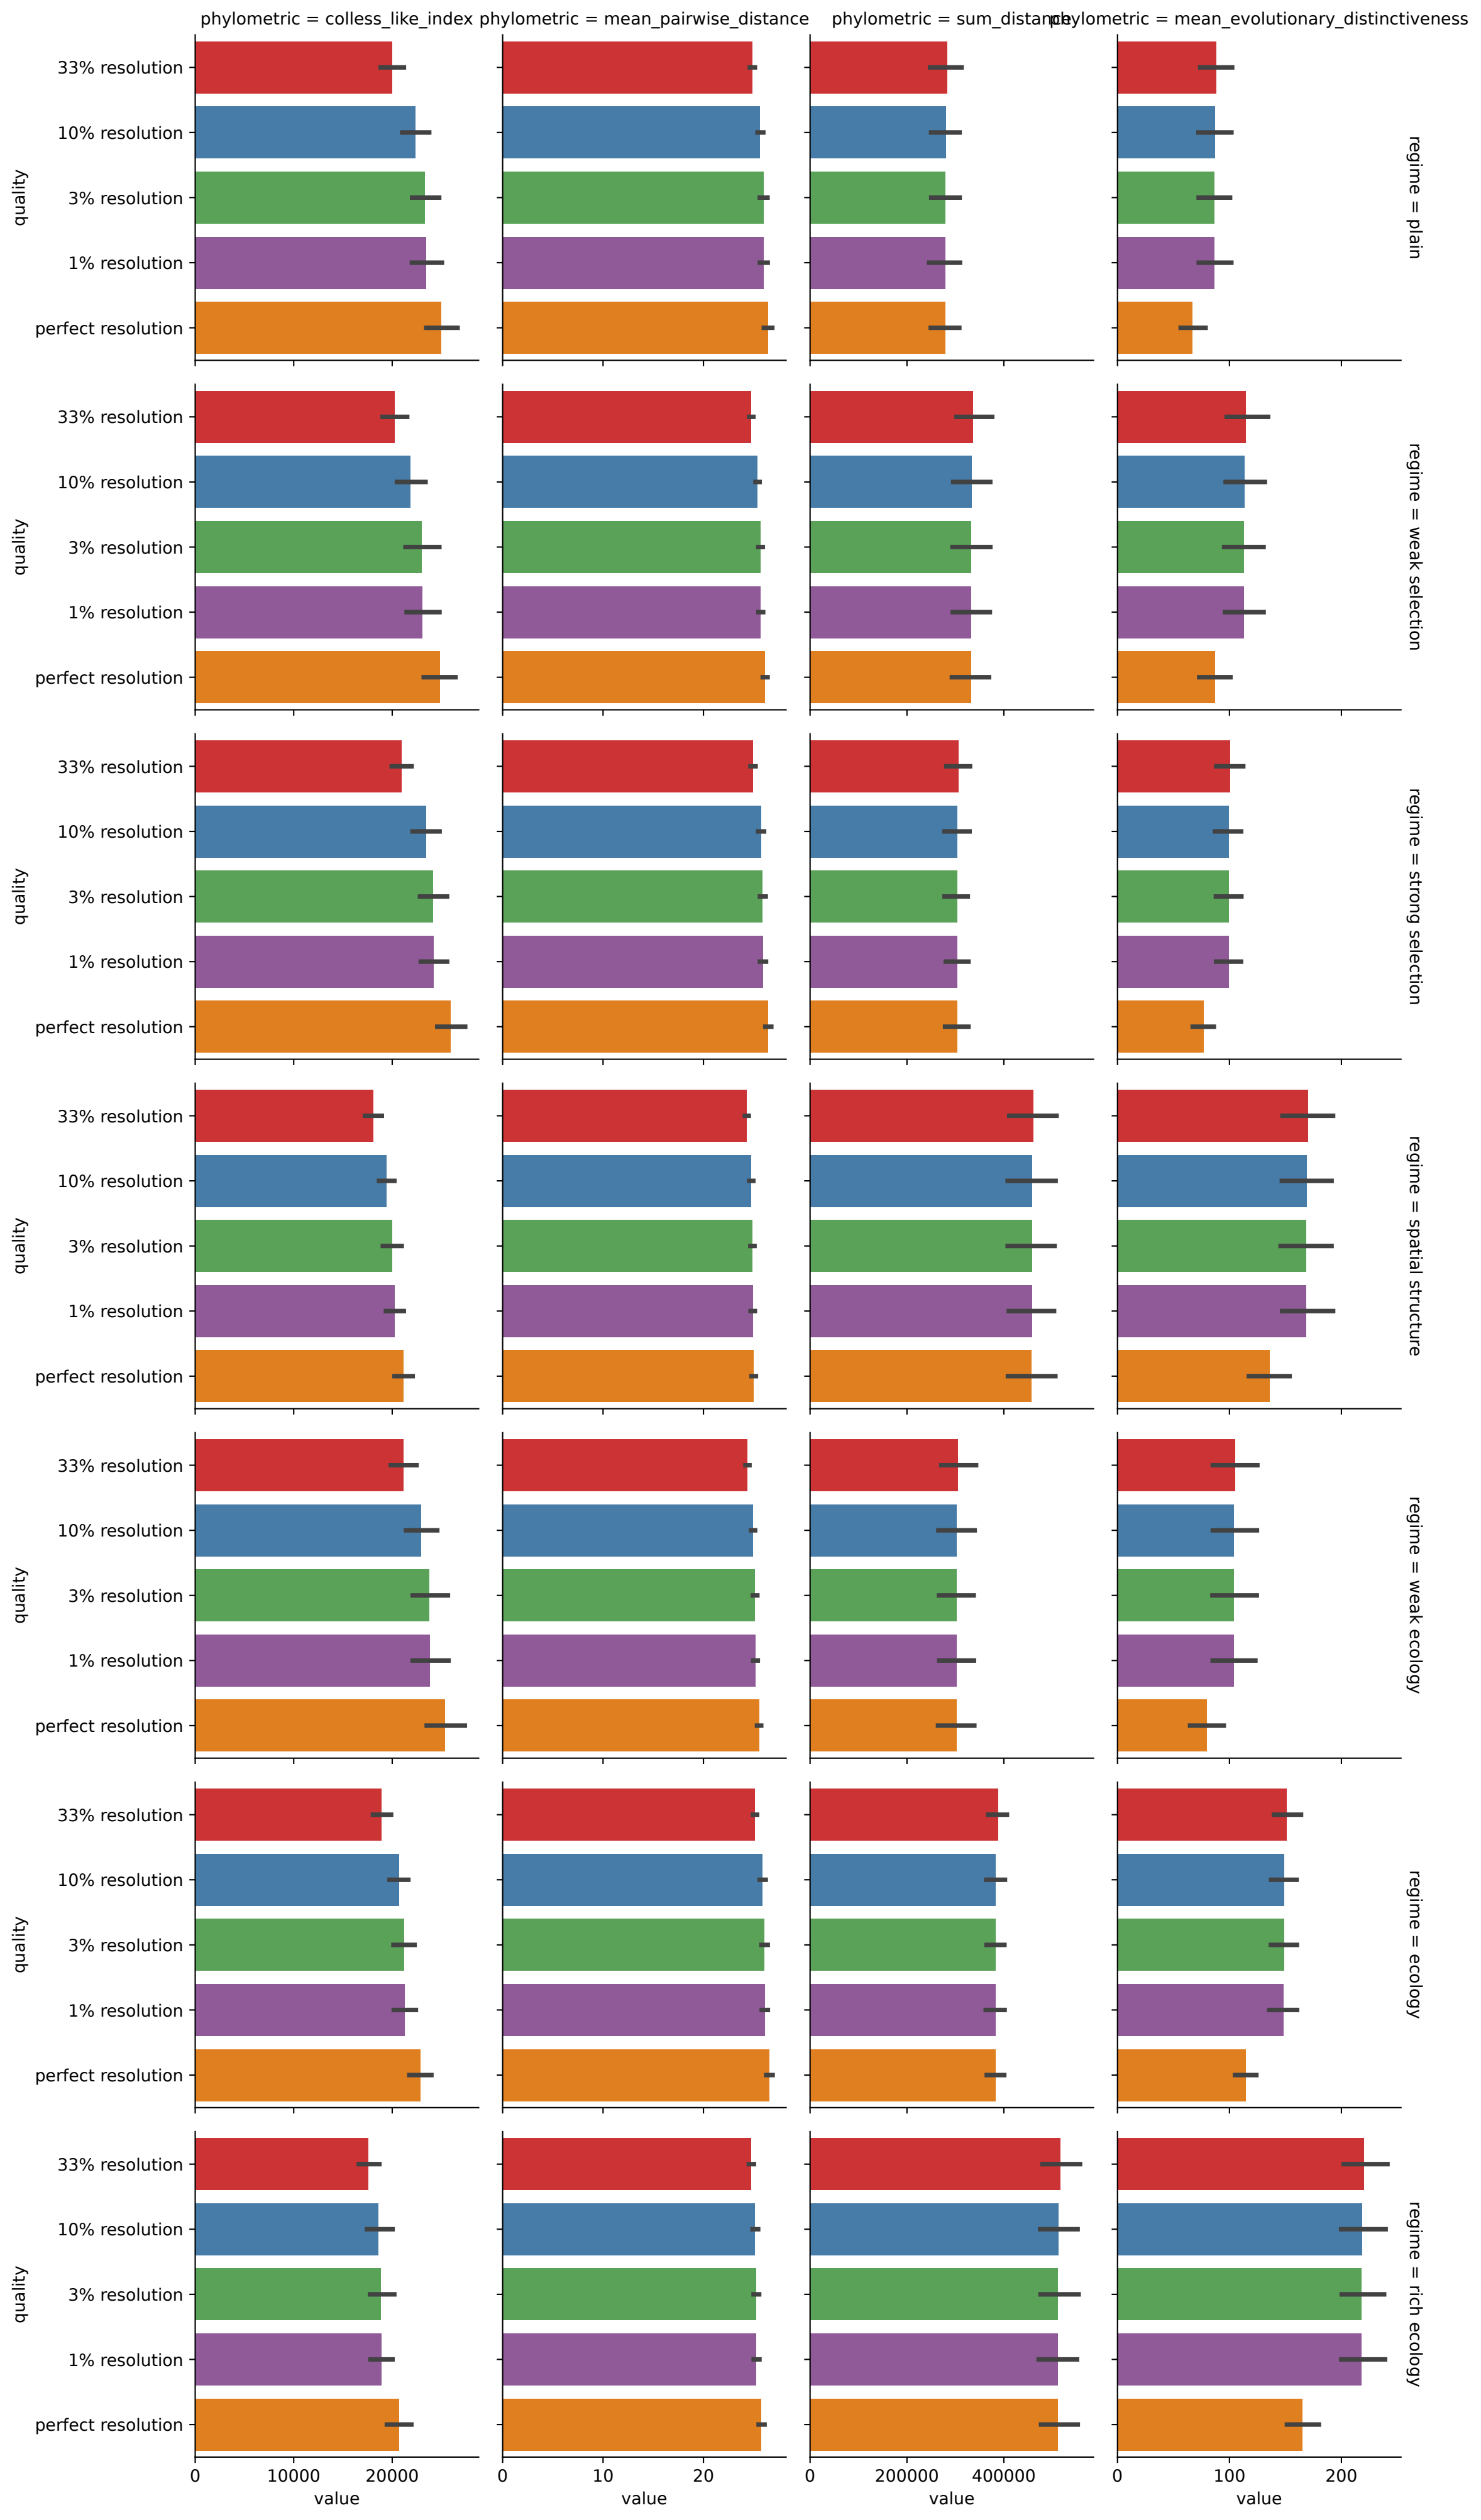 phylometric = colless_like_index phylometric = mean_pairwise_distance phylometric = sum_distance phylometric = mean_evolutionary_distinctiveness
33% resolution
10% resolution
3% resolution
1% resolution
perfect resolution
quality
regime = plain
33% resolution
10% resolution
3% resolution
1% resolution
perfect resolution
quality
regime = weak selection
33% resolution
10% resolution
3% resolution
1% resolution
perfect resolution
quality
regime = strong selection
33% resolution
10% resolution
3% resolution
1% resolution
perfect resolution
quality
regime = spatial structure
33% resolution
10% resolution
3% resolution
1% resolution
perfect resolution
quality
regime = weak ecology
33% resolution
10% resolution
3% resolution
1% resolution
perfect resolution
quality
regime = ecology
33% resolution
10% resolution
3% resolution
1% resolution
perfect resolution
quality
regime = rich ecology
0 10000 20000 0 10 20 0 200000 400000 0 100 200
value value value value